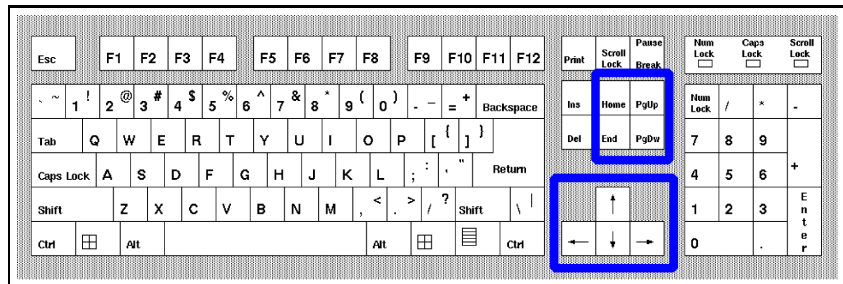 Esc F1 F2 F3 F4 F5 F6 F7 F8 F9 F10 F11 F12 Print Scroll Lock Pause Break Num Lock Caps Lock Scroll Lock
` ~ 1 ! 2 @ 3 # 4 $ 5 % 6 ^ 7 & 8 * 9 ( 0 ) - _ = + Backspace Ins Home PgUp Num Lock / * -
Tab Q W E R T Y U I O P [ { ] } Del End PgDw 7 8 9
Caps Lock A S D F G H J K L ; : ' " Return 4 5 6 +
Shift Z X C V B N M , < . > / ? Shift \ | ↑ 1 2 3 Enter
Ctrl Alt Alt Ctrl ← ↓ → 0 .